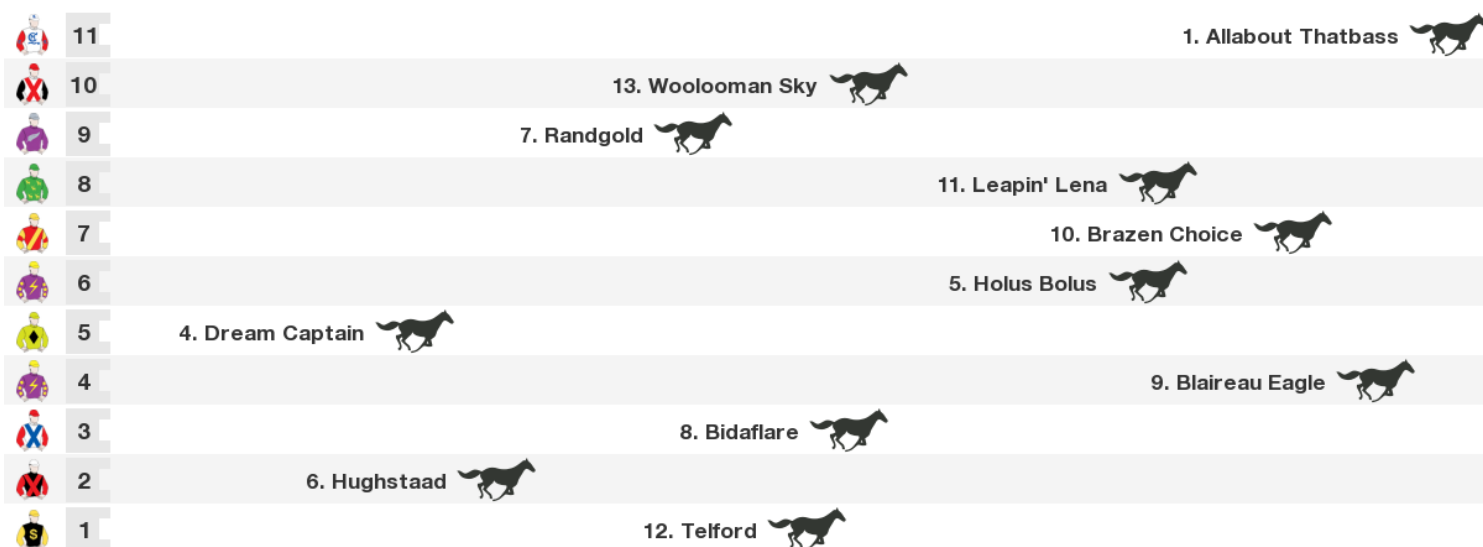 11 1. Allabout Thatbass
10 13. Woolooman Sky
9 7. Randgold
8 11. Leapin' Lena
7 10. Brazen Choice
6 5. Holus Bolus
5 4. Dream Captain
4 9. Blaireau Eagle
3 8. Bidaflare
2 6. Hughstaad
S 1 12. Telford